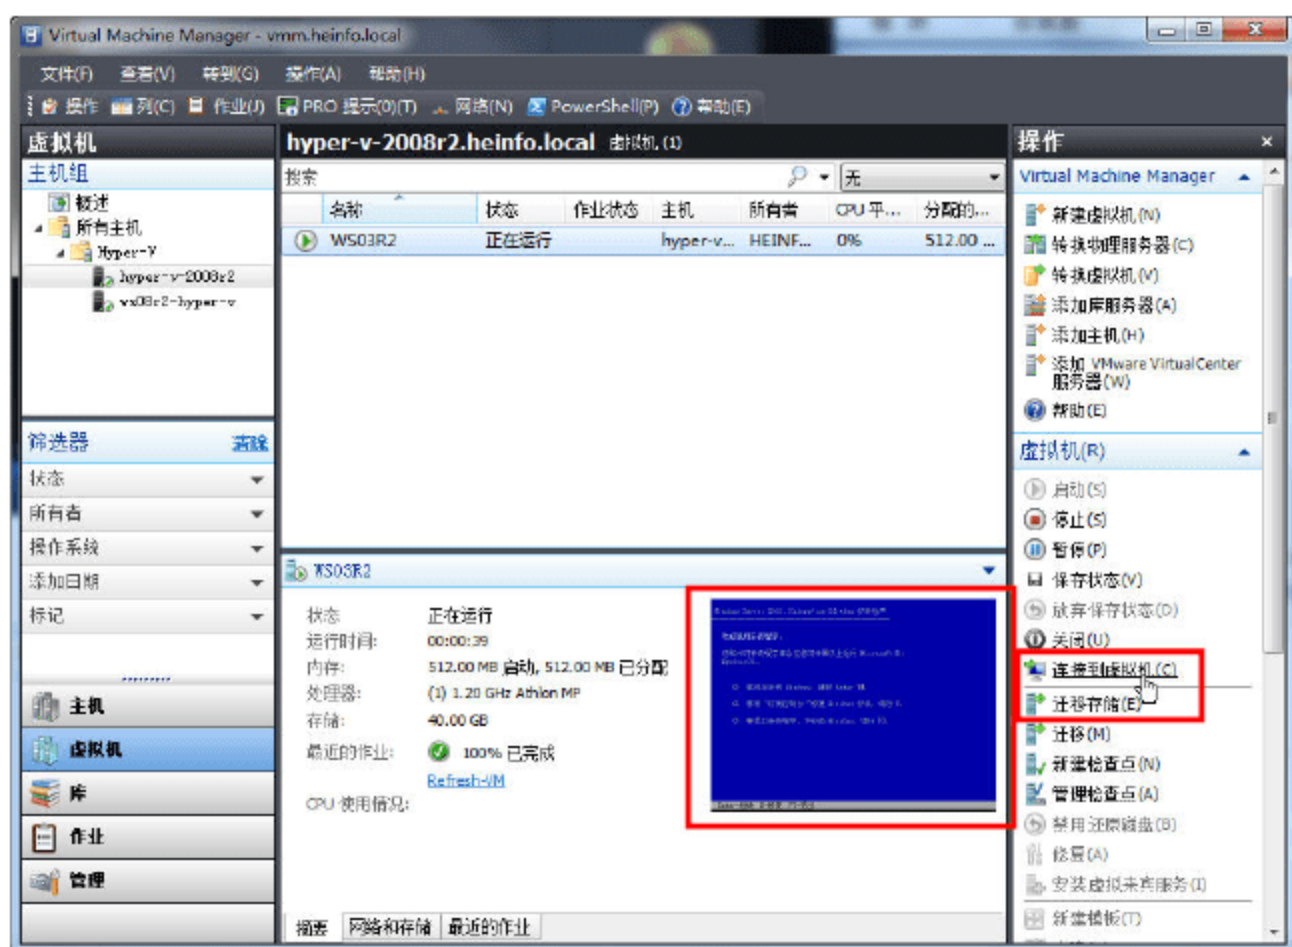 Virtual Machine Manager - vmm.heinfo.local
文件(F) 查看(V) 转到(G) 操作(A) 帮助(H)
操作 列(C) 作业(J) PRO 提示(0)(T) 网络(N) PowerShell(P) 帮助(E)
虚拟机
主机组
概述
所有主机
Hyper-V
hyper-v-2008r2
筛选器 清除
状态
所有者
操作系统
添加日期
标记
主机
虚拟机
库
作业
管理
hyper-v-2008r2.heinfo.local 虚拟机 (1)
搜索 无
名称 状态 作业状态 主机 所有者 CPU 平... 分配的...
WS03R2 正在运行 hyper-v... HEINF... 0% 512.00 ...
WS03R2
状态 正在运行
运行时间: 00:00:39
内存: 512.00 MB 启动, 512.00 MB 已分配
处理器: (1) 1.20 GHz Athlon MP
存储: 40.00 GB
最近的作业: 100% 已完成
Refresh-VM
CPU 使用情况:
摘要 网络和存储 最近的作业
操作
Virtual Machine Manager
新建虚拟机(N)
转换物理服务器(C)
转换虚拟机(V)
添加库服务器(A)
添加主机(H)
添加 VMware VirtualCenter
服务器(W)
帮助(E)
虚拟机(R)
启动(S)
停止(S)
暂停(P)
保存状态(V)
放弃保存状态(D)
关闭(U)
连接到虚拟机(C)
迁移存储(E)
迁移(M)
新建检查点(N)
管理检查点(A)
禁用还原磁盘(B)
修复(A)
安装虚拟来宾服务(I)
新建模板(T)